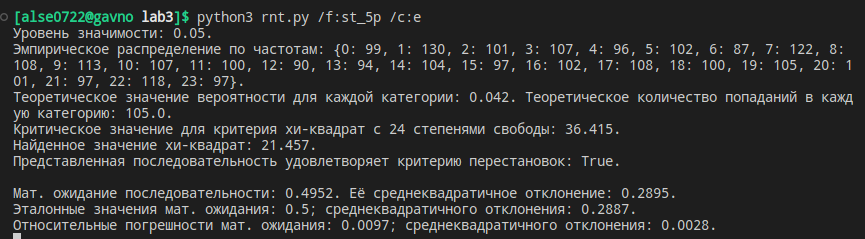 [alse0722@gavno lab3]$ python3 rnt.py /f:st_5p /c:e
Уровень значимости: 0.05.
Эмпирическое распределение по частотам: {0: 99, 1: 130, 2: 101, 3: 107, 4: 96, 5: 102, 6: 87, 7: 122, 8:
108, 9: 113, 10: 107, 11: 100, 12: 90, 13: 94, 14: 104, 15: 97, 16: 102, 17: 108, 18: 100, 19: 105, 20: 1
01, 21: 97, 22: 118, 23: 97}.
Теоретическое значение вероятности для каждой категории: 0.042. Теоретическое количество попаданий в кажд
ую категорию: 105.0.
Критическое значение для критерия хи-квадрат с 24 степенями свободы: 36.415.
Найденное значение хи-квадрат: 21.457.
Представленная последовательность удовлетворяет критерию перестановок: True.
Мат. ожидание последовательности: 0.4952. Её среднеквадратичное отклонение: 0.2895.
Эталонные значения мат. ожидания: 0.5; среднеквадратичного отклонения: 0.2887.
Относительные погрешности мат. ожидания: 0.0097; среднеквадратичного отклонения: 0.0028.